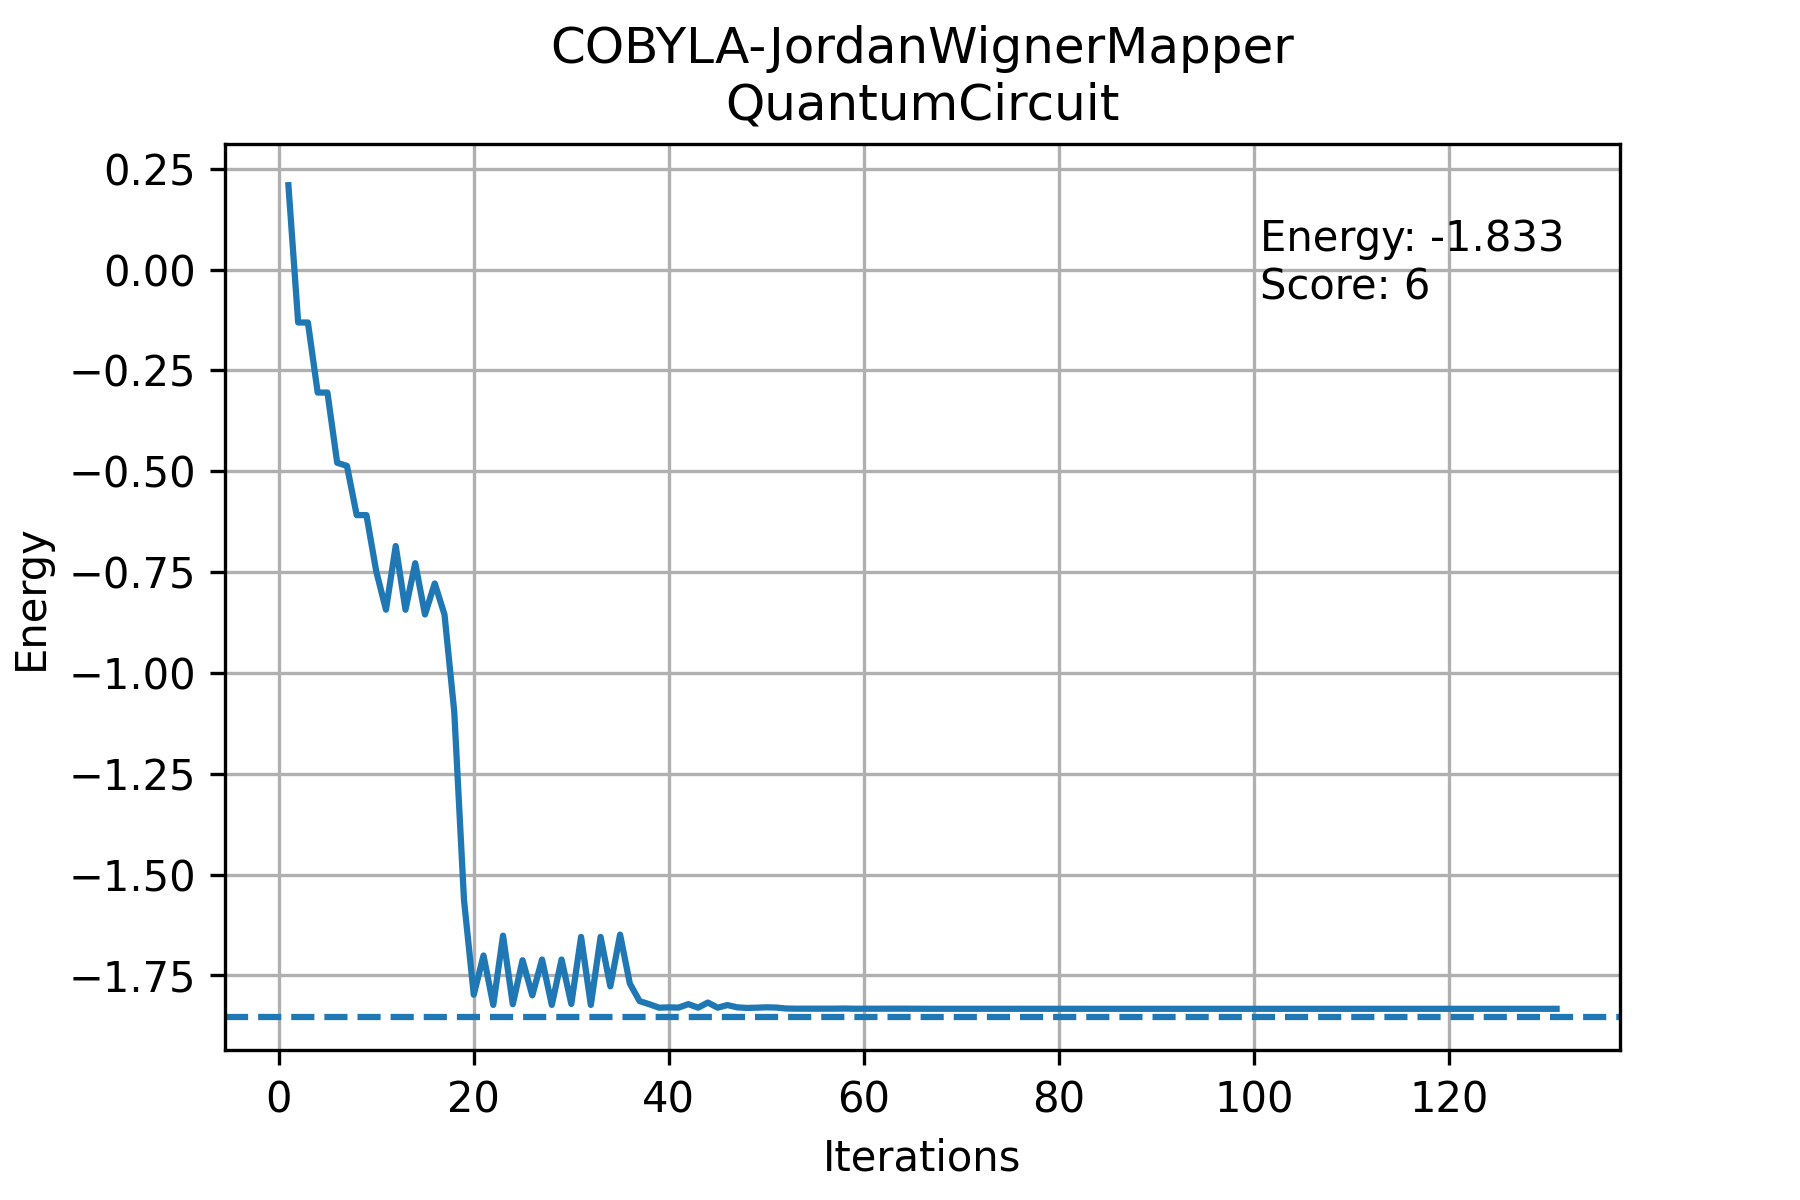 COBYLA-JordanWignerMapper
QuantumCircuit
Energy: -1.833
Score: 6
Energy
0.25
0.00
−0.25
−0.50
−0.75
−1.00
−1.25
−1.50
−1.75
0 20 40 60 80 100 120
Iterations